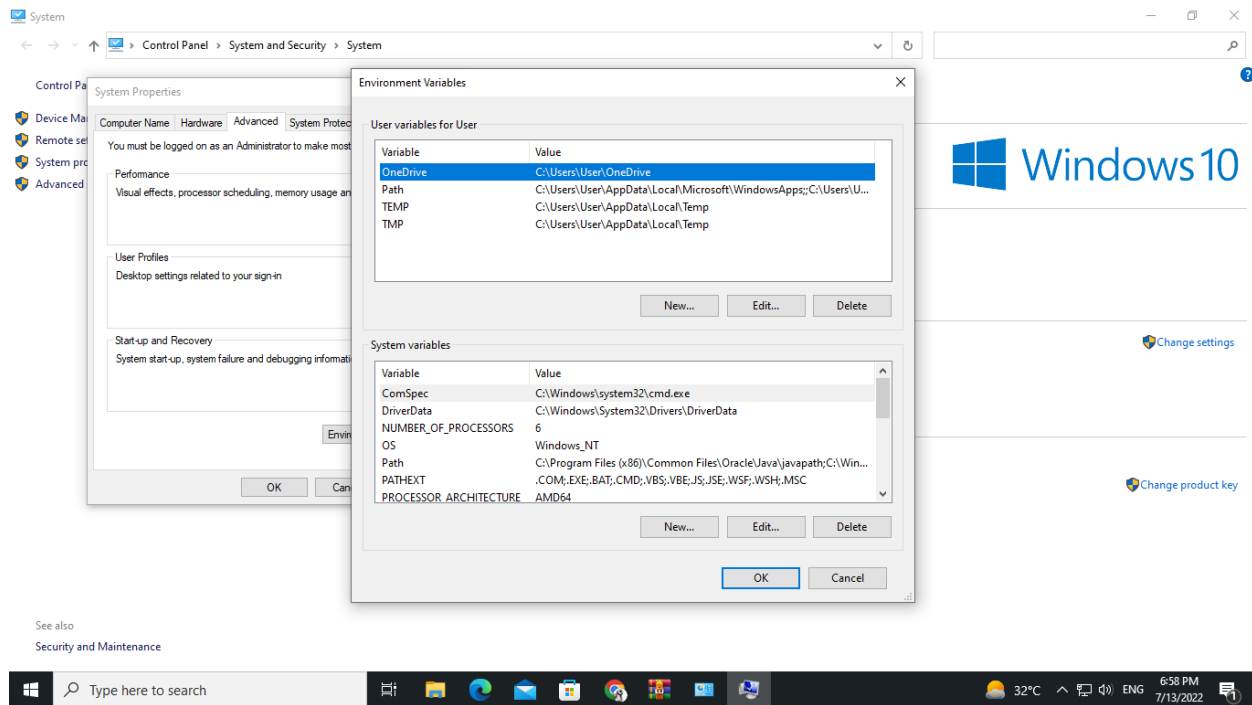 System
Control Panel › System and Security › System
Control Pa
Device Ma
Remote set
System pro
Advanced
System Properties
Computer Name Hardware Advanced System Protec
You must be logged on as an Administrator to make most
Performance
Visual effects, processor scheduling, memory usage an
User Profiles
Desktop settings related to your sign-in
Start-up and Recovery
System start-up, system failure and debugging informati
Envir
OK Can
Environment Variables
User variables for User
Variable Value
OneDrive C:\Users\User\OneDrive
Path C:\Users\User\AppData\Local\Microsoft\WindowsApps;;C:\Users\U...
TEMP C:\Users\User\AppData\Local\Temp
TMP C:\Users\User\AppData\Local\Temp
New... Edit... Delete
System variables
Variable Value
ComSpec C:\Windows\system32\cmd.exe
DriverData C:\Windows\System32\Drivers\DriverData
NUMBER_OF_PROCESSORS 6
OS Windows_NT
Path C:\Program Files (x86)\Common Files\Oracle\Java\javapath;C:\Win...
PATHEXT .COM;.EXE;.BAT;.CMD;.VBS;.VBE;.JS;.JSE;.WSF;.WSH;.MSC
PROCESSOR_ARCHITECTURE AMD64
New... Edit... Delete
OK Cancel
?
Windows 10
Change settings
Change product key
See also
Security and Maintenance
Type here to search
32°C ENG 6:58 PM
7/13/2022
1